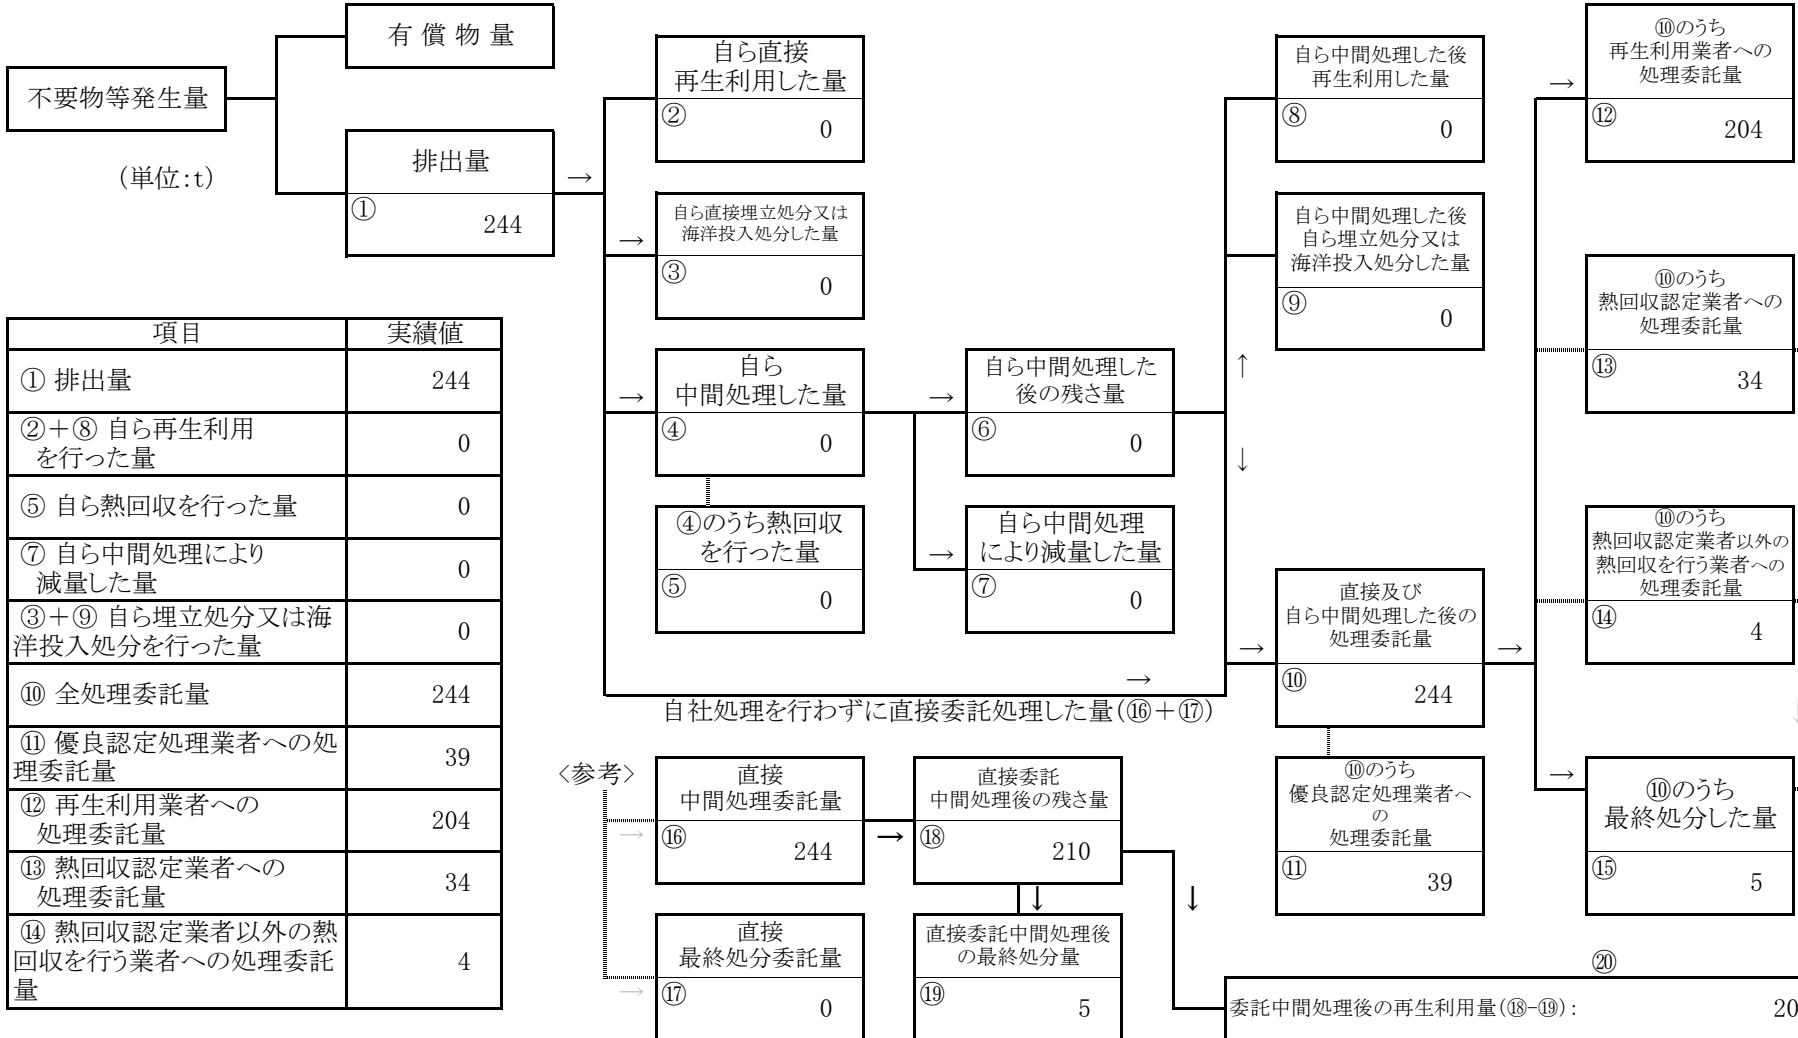 有 償 物 量
不要物等発生量
(単位:t)
排出量
①
244
→
自ら直接
再生利用した量
②
0
→
自ら直接埋立処分又は
海洋投入処分した量
③
0
→
自ら
中間処理した量
④
0
④のうち熱回収
を行った量
⑤
0
→
自ら中間処理した
後の残さ量
⑥
0
→
自ら中間処理
により減量した量
⑦
0
自ら中間処理した後
再生利用した量
⑧
0
自ら中間処理した後
自ら埋立処分又は
海洋投入処分した量
⑨
0
↑
↓
→
自社処理を行わずに直接委託処理した量(⑯+⑰)
→
直接及び
自ら中間処理した後の
処理委託量
⑩
244
→
⑩のうち
優良認定処理業者へ
の
処理委託量
⑪
39
→
⑩のうち
再生利用業者への
処理委託量
⑫
204
⑩のうち
熱回収認定業者への
処理委託量
⑬
34
⑩のうち
熱回収認定業者以外の
熱回収を行う業者への
処理委託量
⑭
4
→
⑩のうち
最終処分した量
⑮
5
項目 実績値
① 排出量 244
②+⑧ 自ら再生利用
を行った量
0
⑤ 自ら熱回収を行った量 0
⑦ 自ら中間処理により
減量した量
0
③+⑨ 自ら埋立処分又は海
洋投入処分を行った量
0
⑩ 全処理委託量 244
⑪ 優良認定処理業者への処
理委託量
39
⑫ 再生利用業者への
処理委託量
204
⑬ 熱回収認定業者への
処理委託量
34
⑭ 熱回収認定業者以外の熱
回収を行う業者への処理委託
量
4
<参考>
→
直接
中間処理委託量
⑯
244
→
直接委託
中間処理後の残さ量
⑱
210
↓
↓
→
直接
最終処分委託量
⑰
0
直接委託中間処理後
の最終処分量
⑲
5
⑳
委託中間処理後の再生利用量(⑱-⑲):